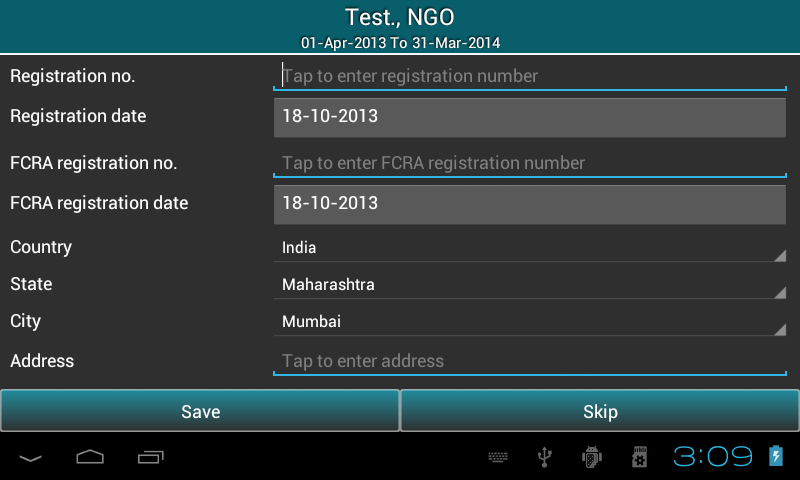 Test., NGO
01-Apr-2013 To 31-Mar-2014
Registration no. Tap to enter registration number
Registration date 18-10-2013
FCRA registration no. Tap to enter FCRA registration number
FCRA registration date 18-10-2013
Country India
State Maharashtra
City Mumbai
Address Tap to enter address
Save Skip
3:09